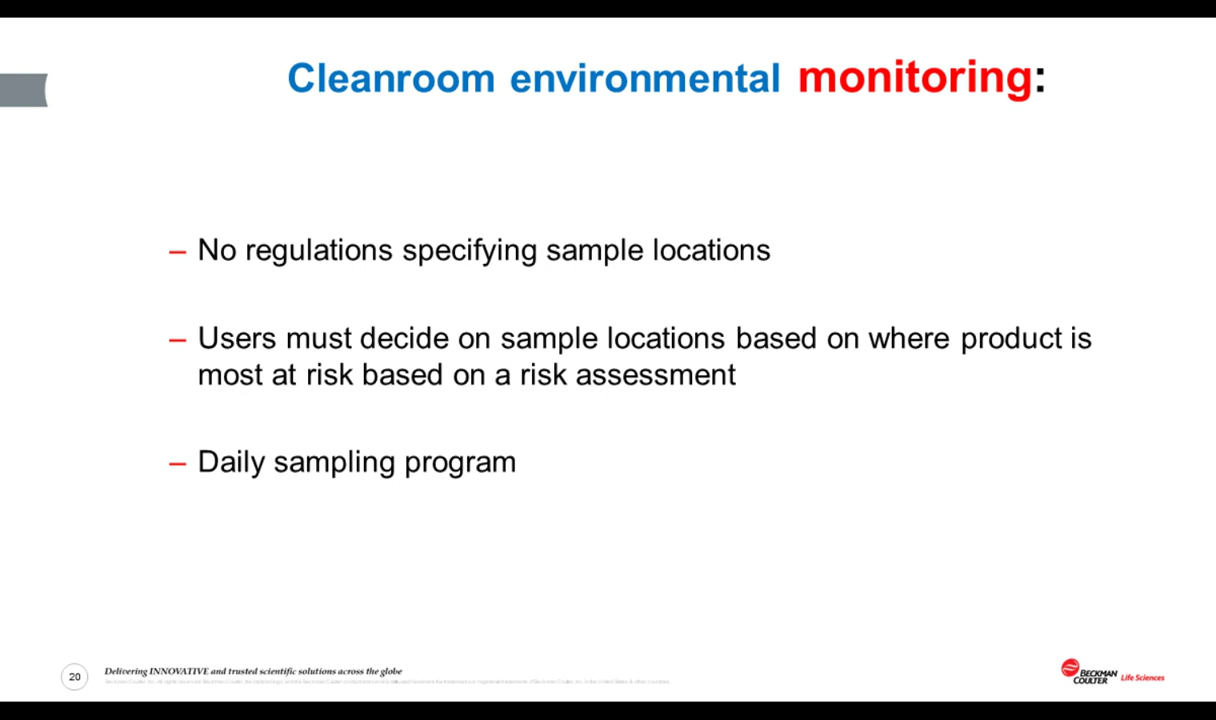 Cleanroom environmental monitoring:
– No regulations specifying sample locations
– Users must decide on sample locations based on where product is
most at risk based on a risk assessment
– Daily sampling program
20
Delivering INNOVATIVE and trusted scientific solutions across the globe
BECKMAN
COULTER Life Sciences